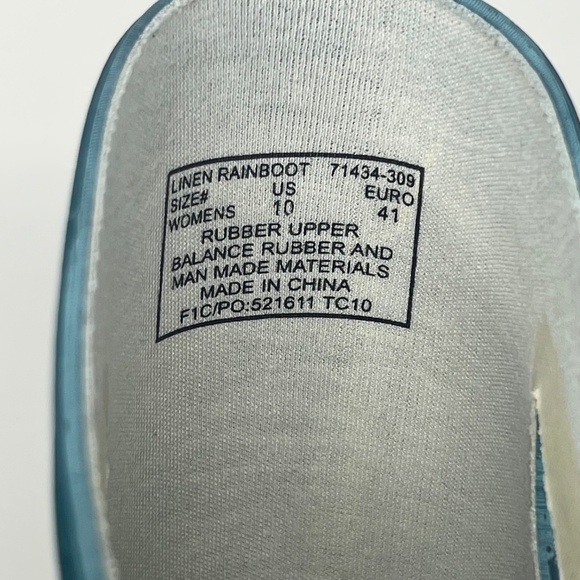 LINEN RAINBOOT 71434-309
SIZE# US EURO
WOMENS 10 41
RUBBER UPPER
BALANCE RUBBER AND
MAN MADE MATERIALS
MADE IN CHINA
F1C/PO:521611 TC10